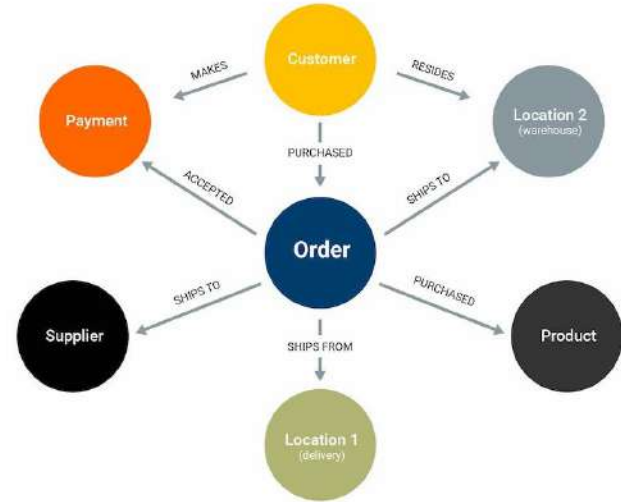 Customer
MAKES
RESIDES
Payment
Location 2
(warehouse)
PURCHASED
ACCEPTED
SHIPS TO
Order
SHIPS TO
PURCHASED
Supplier
SHIPS FROM
Product
Location 1
(delivery)